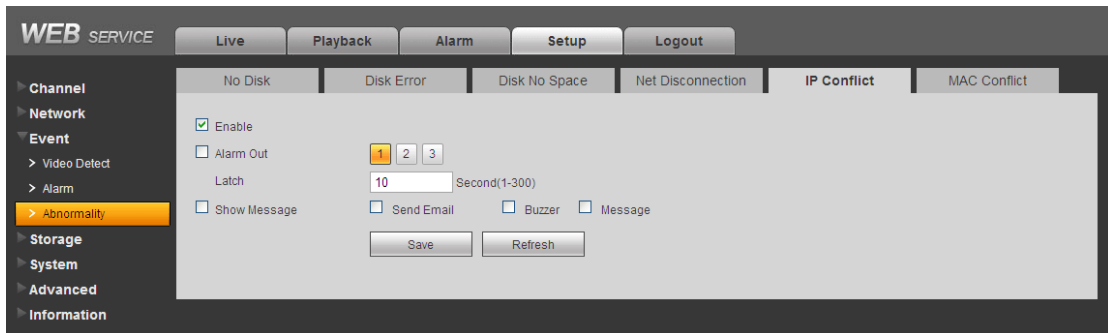 WEB SERVICE
Live Playback Alarm Setup Logout
Channel
Network
Event
> Video Detect
> Alarm
> Abnormality
Storage
System
Advanced
Information
No Disk Disk Error Disk No Space Net Disconnection IP Conflict MAC Conflict
Enable
Alarm Out 1 2 3
Latch 10 Second(1-300)
Show Message Send Email Buzzer Message
Save Refresh